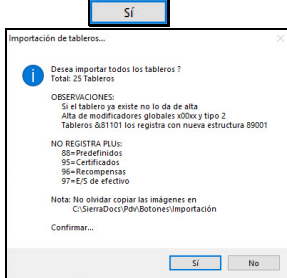 Sí
Importación de tableros...
Desea importar todos los tableros ?
Total: 25 Tableros
OBSERVACIONES:
Si el tablero ya existe no lo da de alta
Alta de modificadores globales x00xx y tipo 2
Tableros &81101 los registra con nueva estructura 89001
NO REGISTRA PLUs:
88=Predefinidos
95=Certificados
96=Recompensas
97=E/S de efectivo
Nota: No olvidar copiar las imágenes en
C:\SierraDocs\Pdv\Botones\Importación
Confirmar...
Sí
No